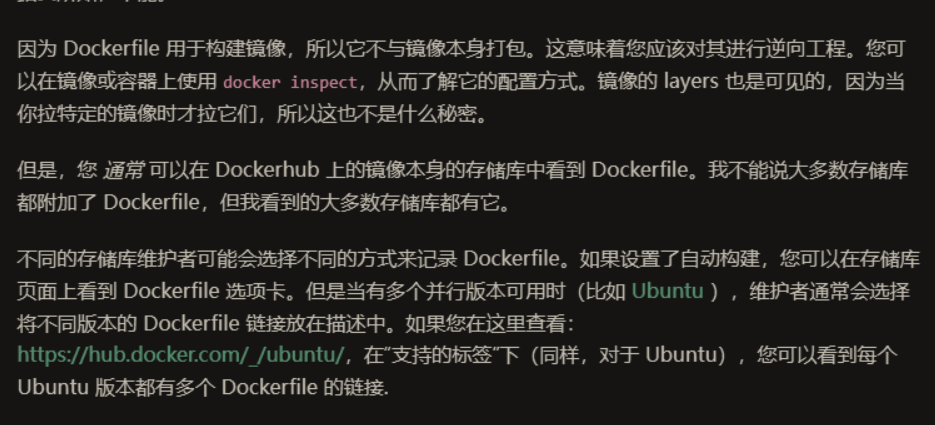 因为 Dockerfile 用于构建镜像，所以它不与镜像本身打包。这意味着您应该对其进行逆向工程。您可
以在镜像或容器上使用 docker inspect，从而了解它的配置方式。镜像的 layers 也是可见的，因为当
你拉特定的镜像时才拉它们，所以这也不是什么秘密。
但是，您 通常 可以在 Dockerhub 上的镜像本身的存储库中看到 Dockerfile。我不能说大多数存储库
都附加了 Dockerfile，但我看到的大多数存储库都有它。
不同的存储库维护者可能会选择不同的方式来记录 Dockerfile。如果设置了自动构建，您可以在存储库
页面上看到 Dockerfile 选项卡。但是当有多个并行版本可用时（比如 Ubuntu ），维护者通常会选择
将不同版本的 Dockerfile 链接放在描述中。如果您在这里查看：
https://hub.docker.com/_/ubuntu/，在“支持的标签”下（同样，对于 Ubuntu），您可以看到每个
Ubuntu 版本都有多个 Dockerfile 的链接.